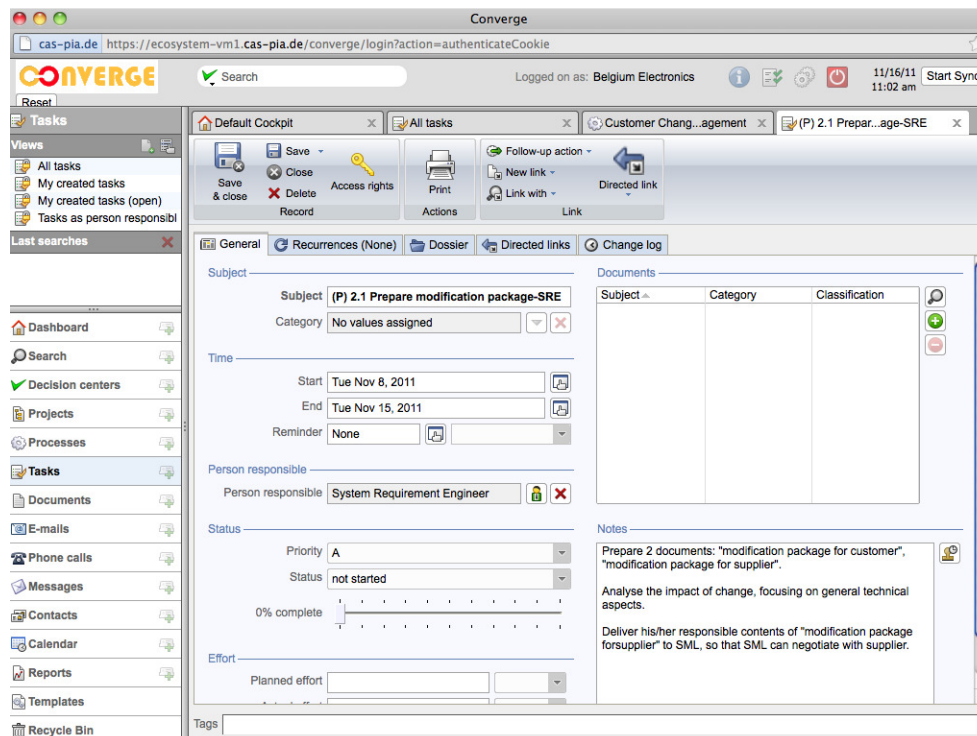 Converge
cas-pia.de https://ecosystem-vm1.cas-pia.de/converge/login?action=authenticateCookie
CONVERGE
Search
Logged on as: Belgium Electronics
11/16/11
11:02 am
Start Sync
Reset
Tasks
Views
All tasks
My created tasks
My created tasks (open)
Tasks as person responsibl
Last searches
Dashboard
Search
Decision centers
Projects
Processes
Tasks
Documents
E-mails
Phone calls
Messages
Contacts
Calendar
Reports
Templates
Recycle Bin
Default Cockpit x
All tasks x
Customer Chang...agement x
(P) 2.1 Prepar...age-SRE x
Save
& close
Save
Close
Delete
Access rights
Record
Print
Actions
Follow-up action
New link
Link with
Directed link
Link
General
Recurrences (None)
Dossier
Directed links
Change log
Subject
Subject (P) 2.1 Prepare modification package-SRE
Category No values assigned
Time
Start Tue Nov 8, 2011
End Tue Nov 15, 2011
Reminder None
Person responsible
Person responsible System Requirement Engineer
Status
Priority A
Status not started
0% complete
Effort
Planned effort
Documents
Subject Category Classification
Notes
Prepare 2 documents: "modification package for customer",
"modification package for supplier".
Analyse the impact of change, focusing on general technical
aspects.
Deliver his/her responsible contents of "modification package
forsupplier" to SML, so that SML can negotiate with supplier.
Tags